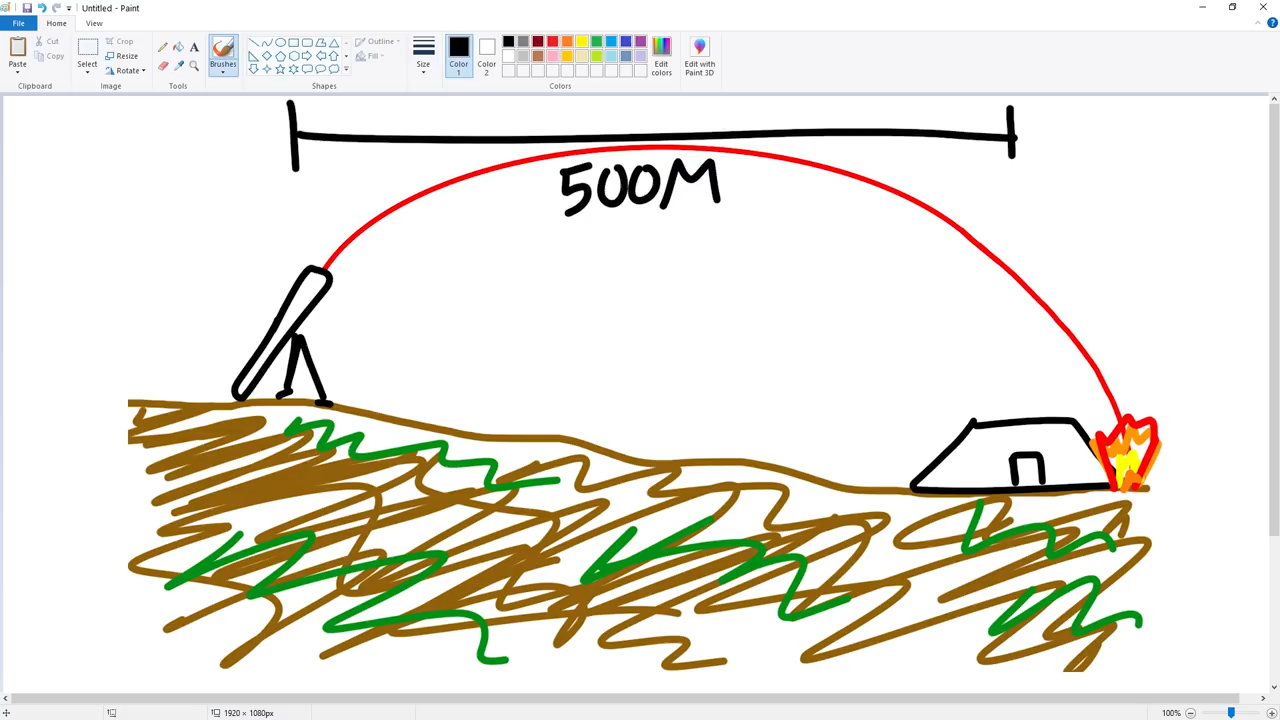 Untitled - Paint
File Home View
Paste
Cut
Copy
Clipboard
Select
Crop
Resize
Rotate
Image
A
Tools
Brushes
Shapes
Outline
Fill
Size
Color 1
Color 2
Colors
Edit colors
Edit with Paint 3D
500M
1920 × 1080px
100%